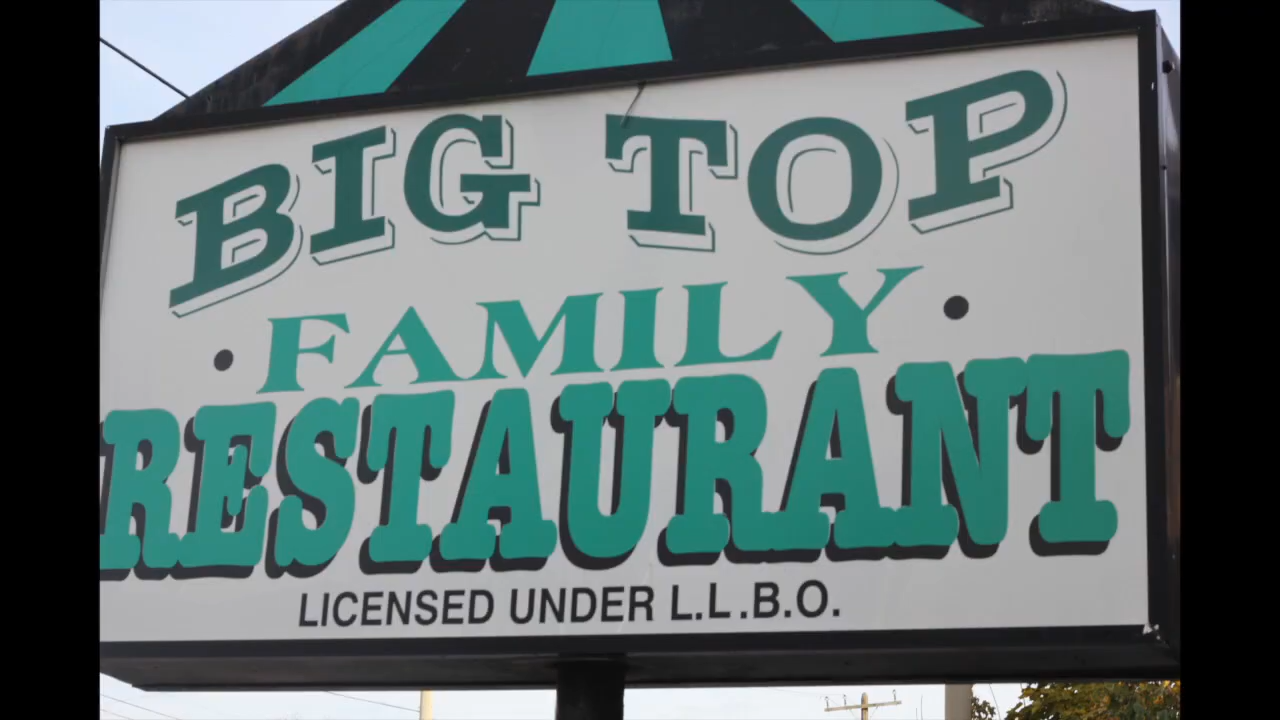 BIG TOP
• FAMILY •
RESTAURANT
LICENSED UNDER L.L.B.O.